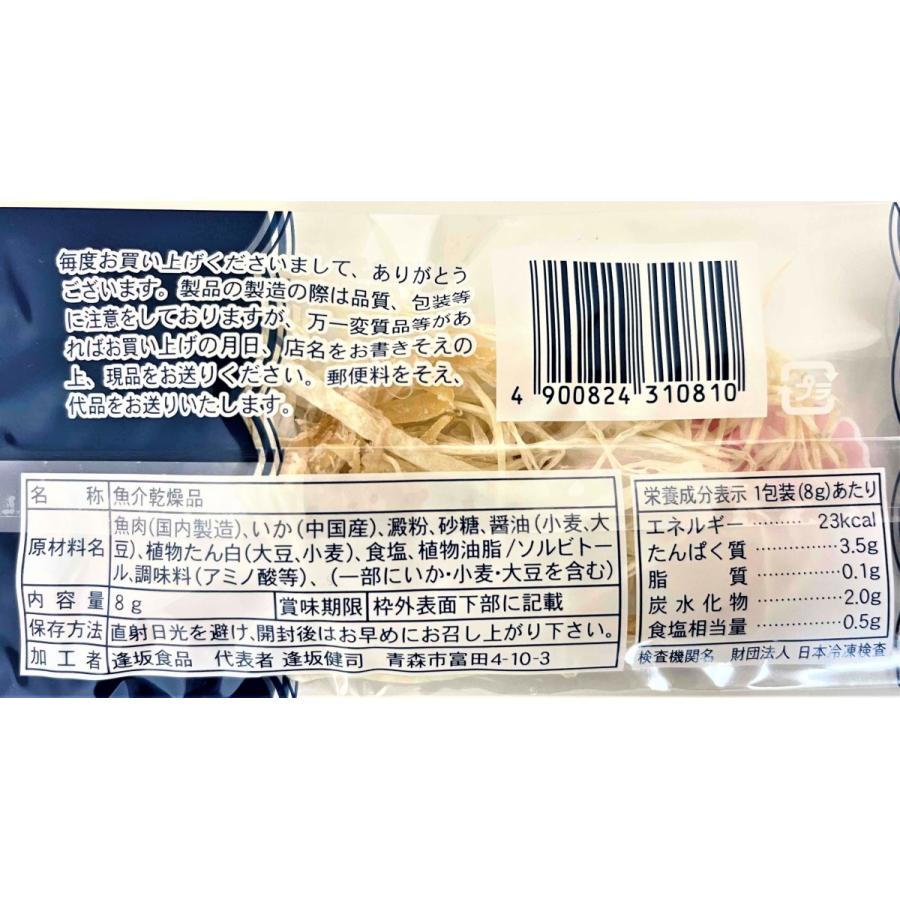 毎度お買い上げくださいまして、ありがとう
ございます。製品の製造の際は品質、包装等
に注意をしておりますが、万一変質品等があ
ればお買い上げの月日、店名をお書きそえの
上、現品をお送りください。郵便料をそえ、
代品をお送りいたします。
4 900824 310810
プラ
名 称 魚介乾燥品
原材料名 魚肉(国内製造)、いか(中国産)、澱粉、砂糖、醤油(小麦、大
豆)、植物たん白(大豆、小麦)、食塩、植物油脂/ソルビトー
ル、調味料(アミノ酸等)、(一部にいか・小麦・大豆を含む)
内容量 8g 賞味期限 枠外表面下部に記載
保存方法 直射日光を避け、開封後はお早めにお召し上がり下さい。
加工者 逢坂食品 代表者 逢坂健司 青森市富田4-10-3
栄養成分表示 1包装(8g)あたり
エネルギー ……… 23kcal
たんぱく質 ………… 3.5g
脂 質 ………… 0.1g
炭水化物 ………… 2.0g
食塩相当量 ………… 0.5g
検査機関名 財団法人 日本冷凍検査